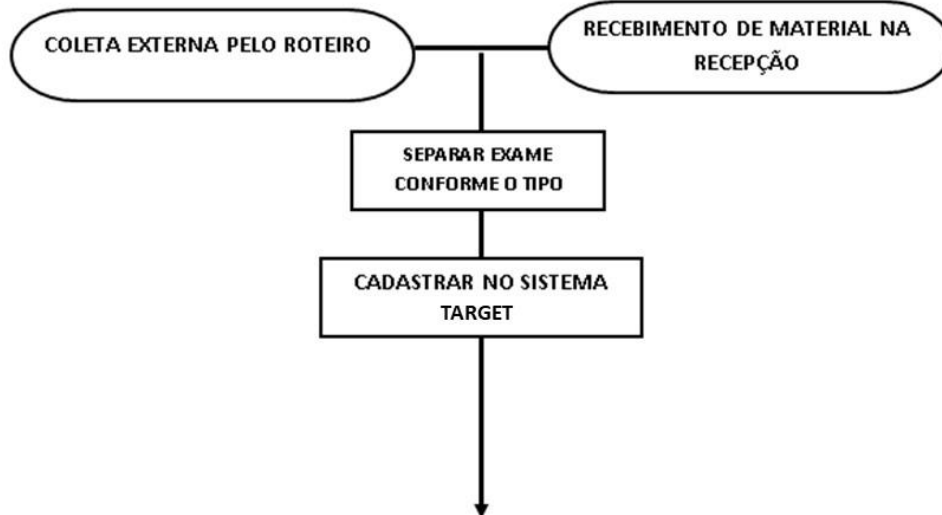 COLETA EXTERNA PELO ROTEIRO
RECEBIMENTO DE MATERIAL NA
RECEPÇÃO
SEPARAR EXAME
CONFORME O TIPO
CADASTRAR NO SISTEMA
TARGET